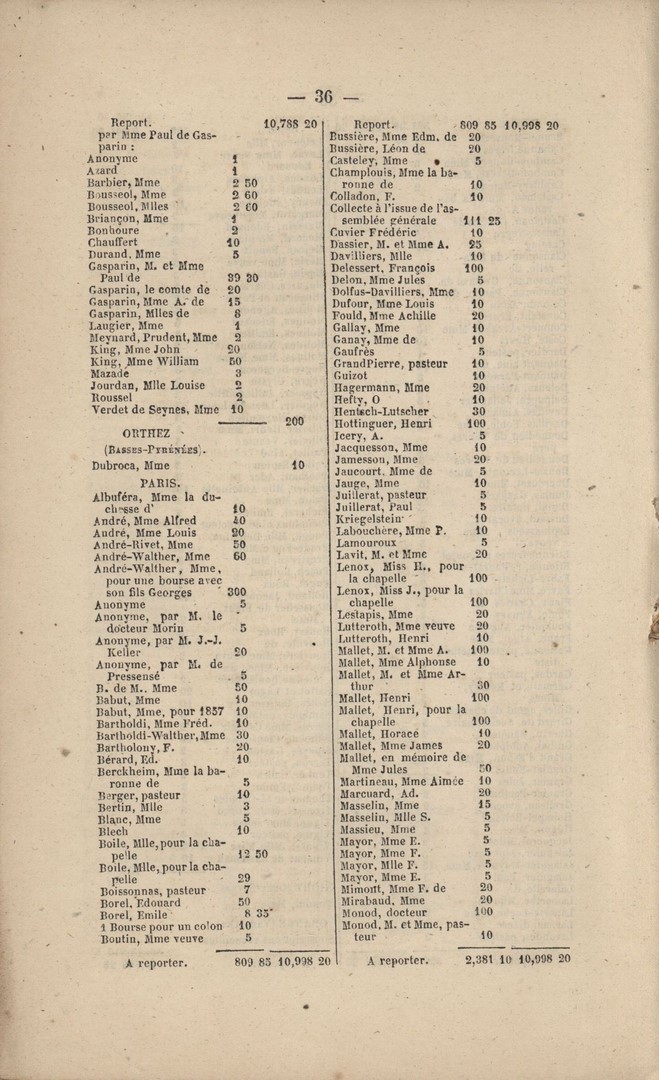 — 36 —
Report. 10,788 20
par Mme Paul de Gas-
parin :
Anonyme 1
Azard 1
Barbier, Mme 2 50
Bousseol, Mme 2 60
Bousseol, Mlles 2 60
Briançon, Mme 1
Bonhoure 2
Chauffert 10
Durand, Mme 5
Gasparin, M. et Mme
Paul de 39 30
Gasparin, le comte de 20
Gasparin, Mme A. de 15
Gasparin, Mlles de 8
Laugier, Mme 1
Meynard, Prudent, Mme 2
King, Mme John 20
King, Mme William 50
Mazade 3
Jourdan, Mlle Louise 2
Roussel 2
Verdet de Seynes, Mme 10
200
ORTHEZ
(BASSES-PYRÉNÉES).
Dubroca, Mme 10
PARIS.
Albuféra, Mme la du-
chesse d' 10
André, Mme Alfred 40
André, Mme Louis 20
André-Rivet, Mme 50
André-Walther, Mme 60
André-Walther, Mme,
pour une bourse avec
son fils Georges 300
Anonyme 5
Anonyme, par M. le
docteur Morin 5
Anonyme, par M. J.-J.
Keller 20
Anonyme, par M. de
Pressensé 5
B. de M.. Mme 50
Babut, Mme 10
Babut, Mme, pour 1857 10
Bartholdi, Mme Fréd. 10
Bartholdi-Walther, Mme 30
Bartholony, F. 20
Bérard, Ed. 10
Berckheim, Mme la ba-
ronne de 5
Berger, pasteur 10
Bertin, Mlle 3
Blanc, Mme 5
Blech 10
Boile, Mlle, pour la cha-
pelle 12 50
Boile, Mlle, pour la cha-
pelle 29
Boissonnas, pasteur 7
Borel, Edouard 50
Borel, Emile 8 35
1 Bourse pour un colon 10
Boutin, Mme veuve 5
A reporter. 809 85 10,998 20
Report. 809 85 10,998 20
Bussière, Mme Edm. de 20
Bussière, Léon de 20
Casteley, Mme 5
Champlouis, Mme la ba-
ronne de 10
Colladon, F. 10
Collecte à l'issue de l'as-
semblée générale 111 25
Cuvier Frédéric 10
Dassier, M. et Mme A. 25
Davilliers, Mlle 10
Delessert, François 100
Delon, Mme Jules 5
Dolfus-Davilliers, Mme 10
Dufour, Mme Louis 10
Fould, Mme Achille 20
Gallay, Mme 10
Ganay, Mme de 10
Gaufrès 5
GrandPierre, pasteur 10
Guizot 10
Hagermann, Mme 20
Hefty, O 10
Hentsch-Lutscher 30
Hottinguer, Henri 100
Icery, A. 5
Jacquesson, Mme 10
Jamesson, Mme 20
Jaucourt, Mme de 5
Jauge, Mme 10
Juillerat, pasteur 5
Juillerat, Paul 5
Kriegelstein 10
Labouchère, Mme P. 10
Lamouroux 5
Lavit, M. et Mme 20
Lenox, Miss H., pour
la chapelle 100
Lenox, Miss J., pour la
chapelle 100
Lestapis, Mme 20
Lutteroth, Mme veuve 20
Lutteroth, Henri 10
Mallet, M. et Mme A. 100
Mallet, Mme Alphonse 10
Mallet, M. et Mme Ar-
thur 30
Mallet, Henri 100
Mallet, Henri, pour la
chapelle 100
Mallet, Horace 10
Mallet, Mme James 20
Mallet, en mémoire de
Mme Jules 50
Martineau, Mme Aimée 10
Marcuard, Ad. 20
Masselin, Mme 15
Masselin, Mlle S. 5
Massieu, Mme 5
Mayor, Mme E. 5
Mayor, Mme F. 5
Mayor, Mlle F. 5
Mayor, Mme E. 5
Mimont, Mme F. de 20
Mirabaud, Mme 20
Monod, docteur 100
Monod, M. et Mme, pas-
teur 10
A reporter. 2,381 10 10,998 20